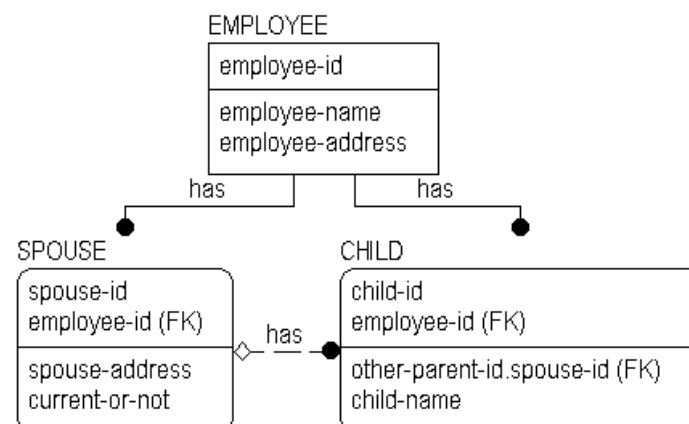 EMPLOYEE
employee-id
employee-name
employee-address
has
has
SPOUSE
spouse-id
employee-id (FK)
spouse-address
current-or-not
has
CHILD
child-id
employee-id (FK)
other-parent-id.spouse-id (FK)
child-name